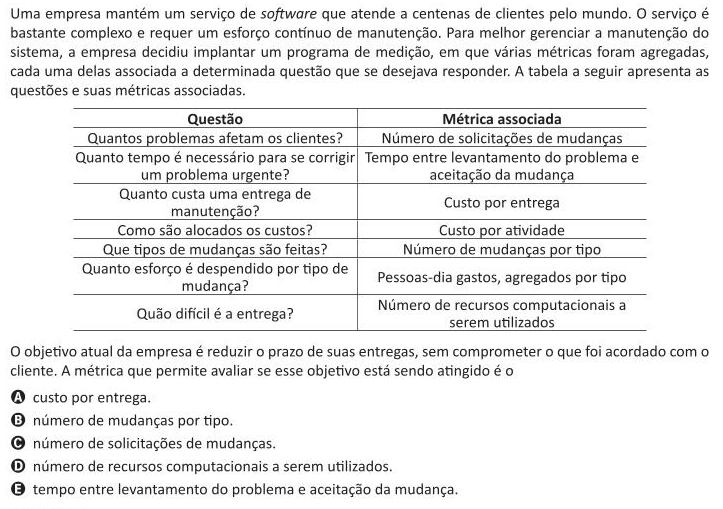 Uma empresa mantém um serviço de software que atende a centenas de clientes pelo mundo. O serviço é
bastante complexo e requer um esforço contínuo de manutenção. Para melhor gerenciar a manutenção do
sistema, a empresa decidiu implantar um programa de medição, em que várias métricas foram agregadas,
cada uma delas associada a determinada questão que se desejava responder. A tabela a seguir apresenta as
questões e suas métricas associadas.
Questão Métrica associada
Quantos problemas afetam os clientes? Número de solicitações de mudanças
Quanto tempo é necessário para se corrigir Tempo entre levantamento do problema e
um problema urgente? aceitação da mudança
Quanto custa uma entrega de
manutenção? Custo por entrega
Como são alocados os custos? Custo por atividade
Que tipos de mudanças são feitas? Número de mudanças por tipo
Quanto esforço é despendido por tipo de
mudança? Pessoas-dia gastos, agregados por tipo
Quão difícil é a entrega? Número de recursos computacionais a
serem utilizados
O objetivo atual da empresa é reduzir o prazo de suas entregas, sem comprometer o que foi acordado com o
cliente. A métrica que permite avaliar se esse objetivo está sendo atingido é o
A custo por entrega.
B número de mudanças por tipo.
C número de solicitações de mudanças.
D número de recursos computacionais a serem utilizados.
E tempo entre levantamento do problema e aceitação da mudança.